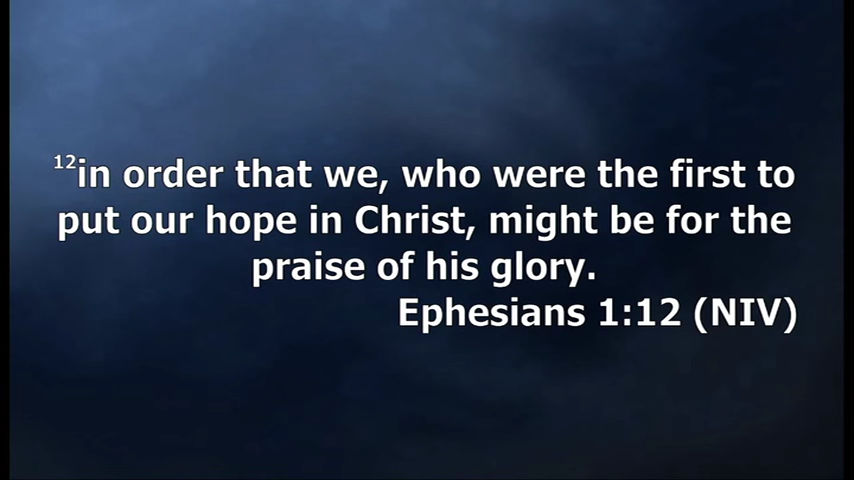 ¹²in order that we, who were the first to
put our hope in Christ, might be for the
praise of his glory.
Ephesians 1:12 (NIV)